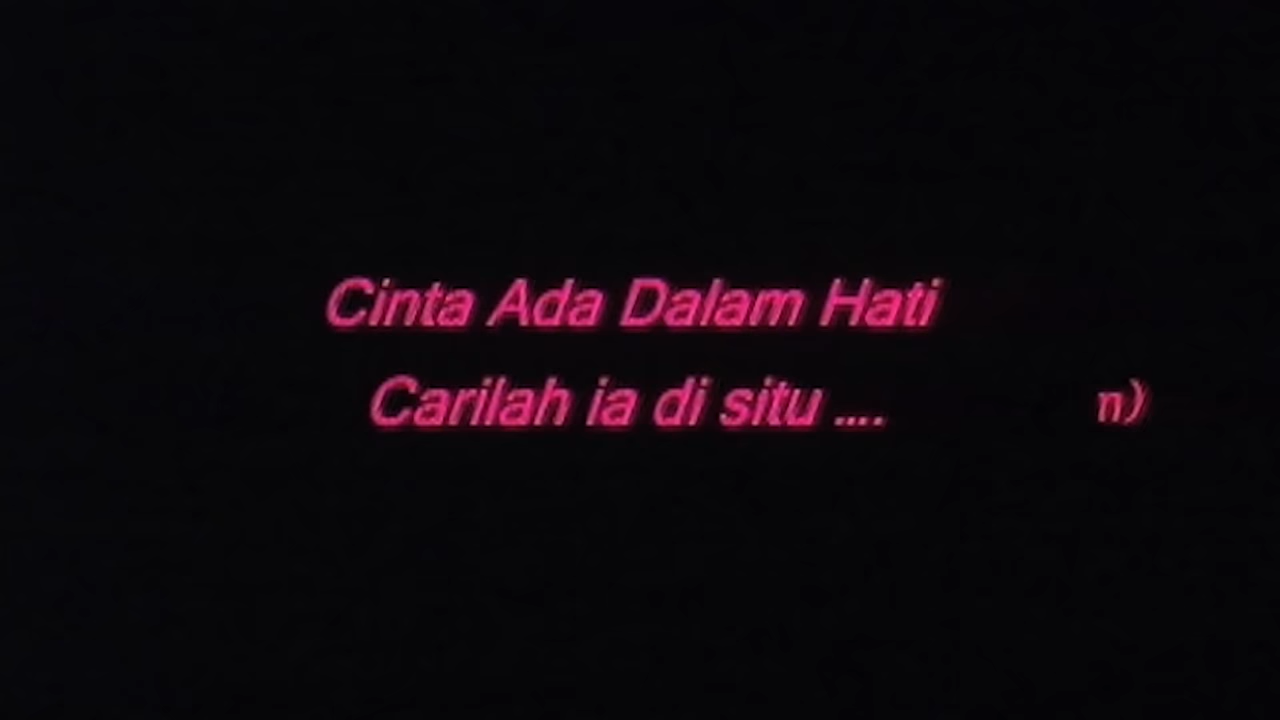 Cinta Ada Dalam Hati
Carilah ia di situ .... n)